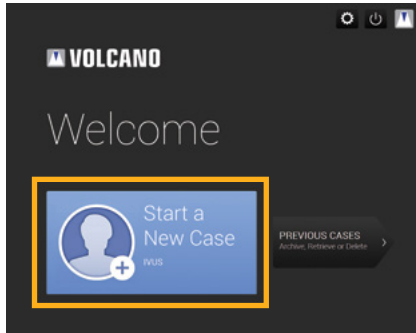 VOLCANO
Welcome
Start a
New Case
IVUS
PREVIOUS CASES
Archive, Retrieve or Delete